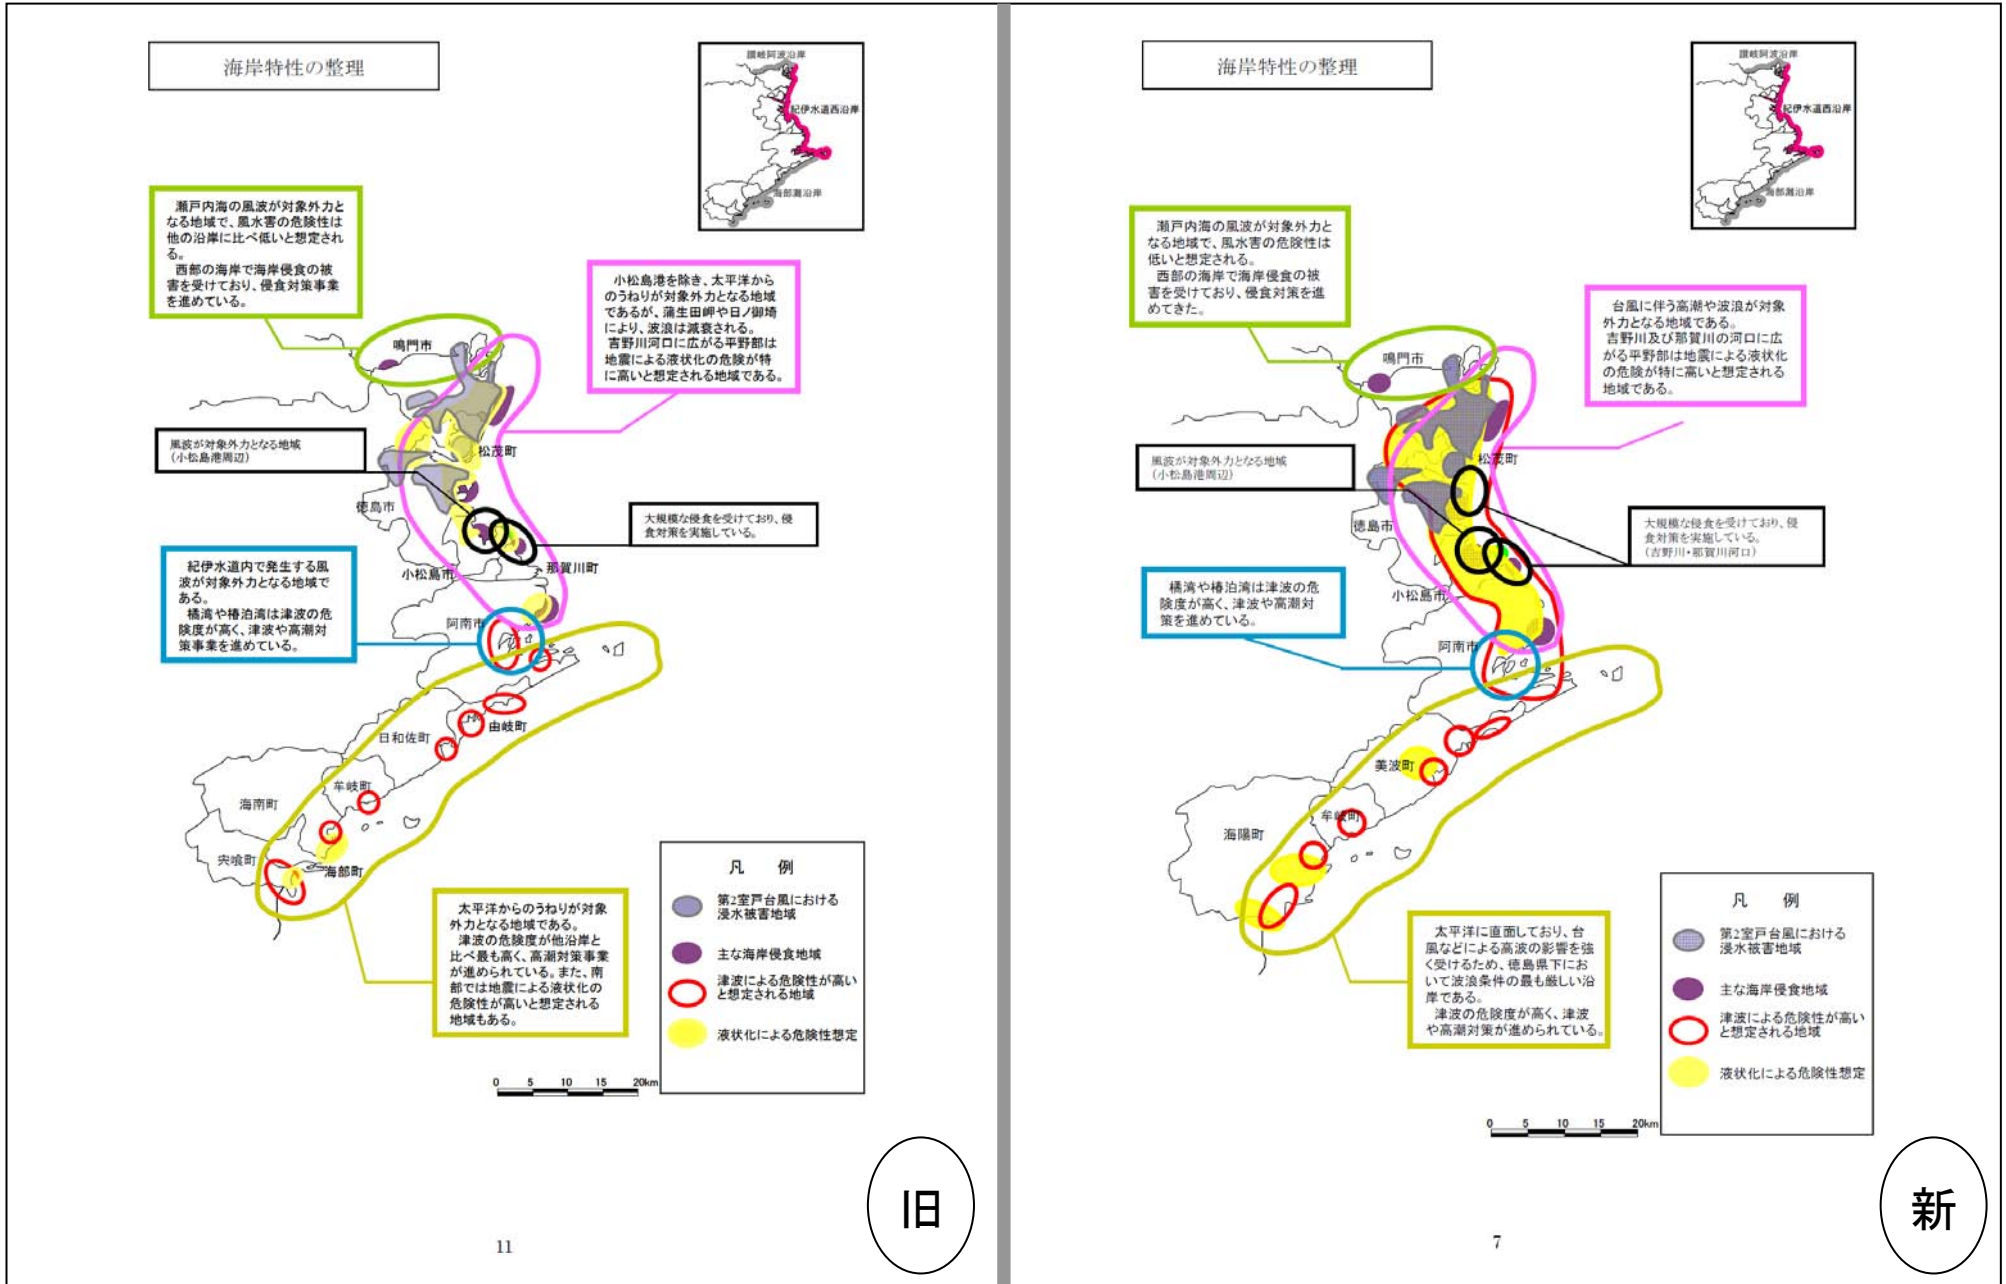 海岸特性の整理
讃岐阿波沿岸
紀伊水道西沿岸
海部灘沿岸
瀬戸内海の風波が対象外力と
なる地域で、風水害の危険性は
他の沿岸に比べ低いと想定され
る。
西部の海岸で海岸侵食の被
害を受けており、侵食対策事業
を進めている。
小松島港を除き、太平洋から
のうねりが対象外力となる地域
であるが、蒲生田岬や日ノ御埼
により、波浪は減衰される。
吉野川河口に広がる平野部は
地震による液状化の危険が特
に高いと想定される地域である。
鳴門市
風波が対象外力となる地域
（小松島港周辺）
松茂町
徳島市
大規模な侵食を受けており、侵
食対策を実施している。
紀伊水道内で発生する風
波が対象外力となる地域で
ある。
橘湾や椿泊湾は津波の危
険度が高く、津波や高潮対
策事業を進めている。
小松島市
那賀川町
阿南市
由岐町
日和佐町
牟岐町
海南町
宍喰町
海部町
太平洋からのうねりが対象
外力となる地域である。
津波の危険度が他沿岸と
比べ最も高く、高潮対策事業
が進められている。また、南
部では地震による液状化の
危険性が高いと想定される
地域もある。
凡 例
第2室戸台風における
浸水被害地域
主な海岸侵食地域
津波による危険性が高い
と想定される地域
液状化による危険性想定
0 5 10 15 20km
旧
11
海岸特性の整理
讃岐阿波沿岸
紀伊水道西沿岸
海部灘沿岸
瀬戸内海の風波が対象外力と
なる地域で、風水害の危険性は
低いと想定される。
西部の海岸で海岸侵食の被
害を受けており、侵食対策を進
めてきた。
台風に伴う高潮や波浪が対象
外力となる地域である。
吉野川及び那賀川の河口に広
がる平野部は地震による液状化
の危険が特に高いと想定される
地域である。
鳴門市
風波が対象外力となる地域
（小松島港周辺）
松茂町
徳島市
大規模な侵食を受けており、侵
食対策を実施している。
（吉野川・那賀川河口）
橘湾や椿泊湾は津波の危
険度が高く、津波や高潮対
策を進めている。
小松島市
阿南市
美波町
牟岐町
海陽町
太平洋に直面しており、台
風などによる高波の影響を強
く受けるため、徳島県下にお
いて波浪条件の最も厳しい沿
岸である。
津波の危険度が高く、津波
や高潮対策が進められている。
凡 例
第2室戸台風における
浸水被害地域
主な海岸侵食地域
津波による危険性が高い
と想定される地域
液状化による危険性想定
0 5 10 15 20km
新
7